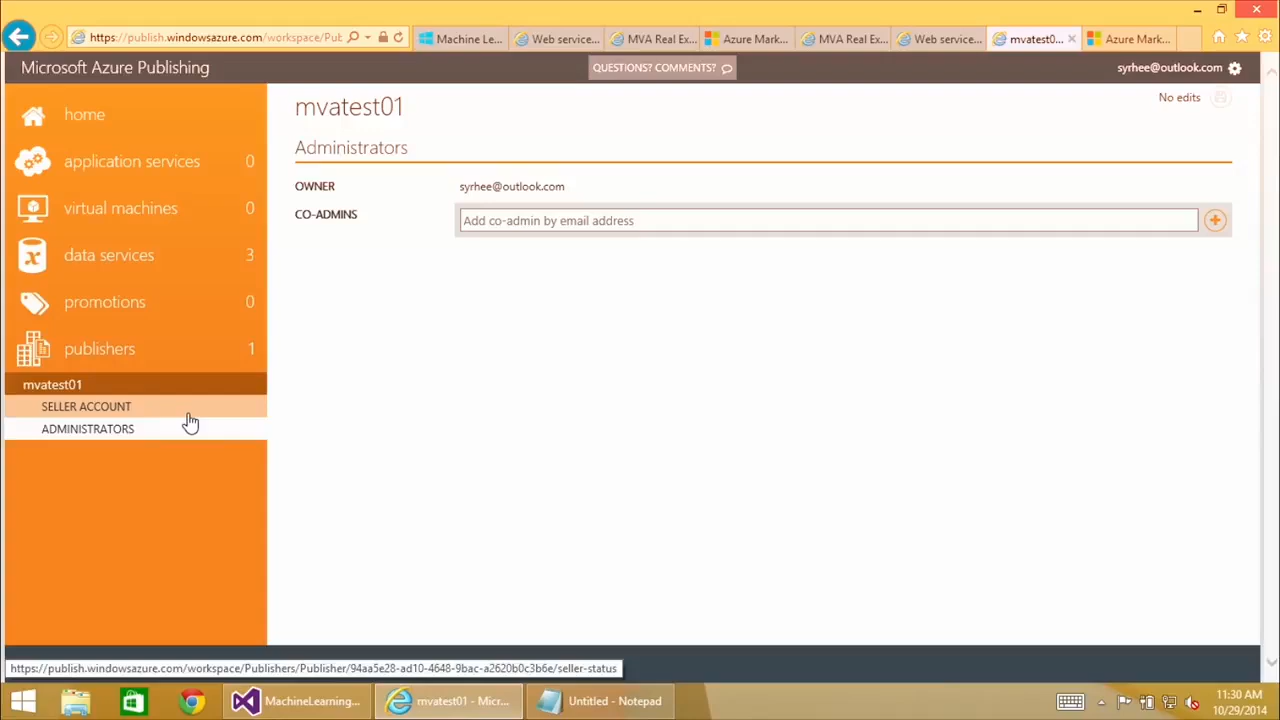 https://publish.windowsazure.com/workspace/Put
Machine Le...
Web service...
MVA Real Ex...
Azure Mark...
MVA Real Ex...
Web service...
mvatest0...
Azure Mark...
Microsoft Azure Publishing
QUESTIONS? COMMENTS?
syrhee@outlook.com
home
application services 0
virtual machines 0
data services 3
promotions 0
publishers 1
mvatest01
SELLER ACCOUNT
ADMINISTRATORS
mvatest01
No edits
Administrators
OWNER syrhee@outlook.com
CO-ADMINS Add co-admin by email address
https://publish.windowsazure.com/workspace/Publishers/Publisher/94aa5e28-ad10-4648-9bac-a2620b0c3b6e/seller-status
MachineLearning...
mvatest01 - Micr...
Untitled - Notepad
11:30 AM
10/29/2014